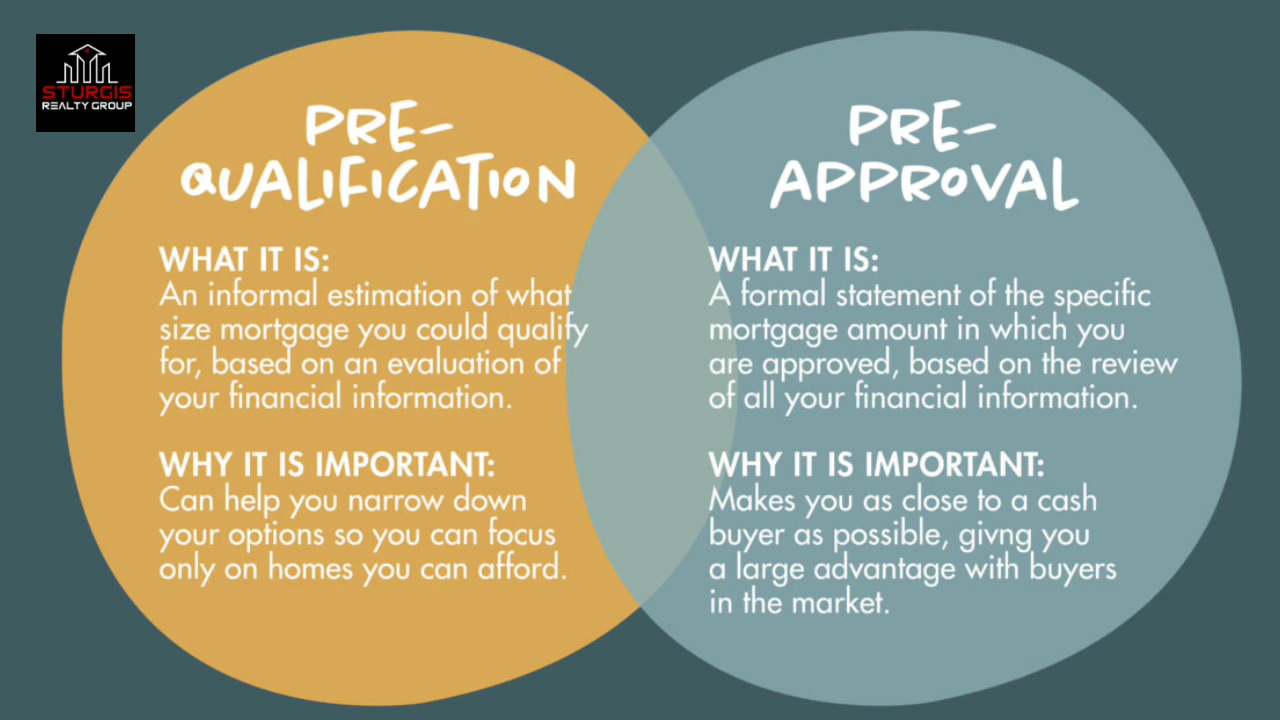 STURGIS
REALTY GROUP
PRE-
QUALIFICATION
WHAT IT IS:
An informal estimation of what
size mortgage you could qualify
for, based on an evaluation of
your financial information.
WHY IT IS IMPORTANT:
Can help you narrow down
your options so you can focus
only on homes you can afford.
PRE-
APPROVAL
WHAT IT IS:
A formal statement of the specific
mortgage amount in which you
are approved, based on the review
of all your financial information.
WHY IT IS IMPORTANT:
Makes you as close to a cash
buyer as possible, givng you
a large advantage with buyers
in the market.